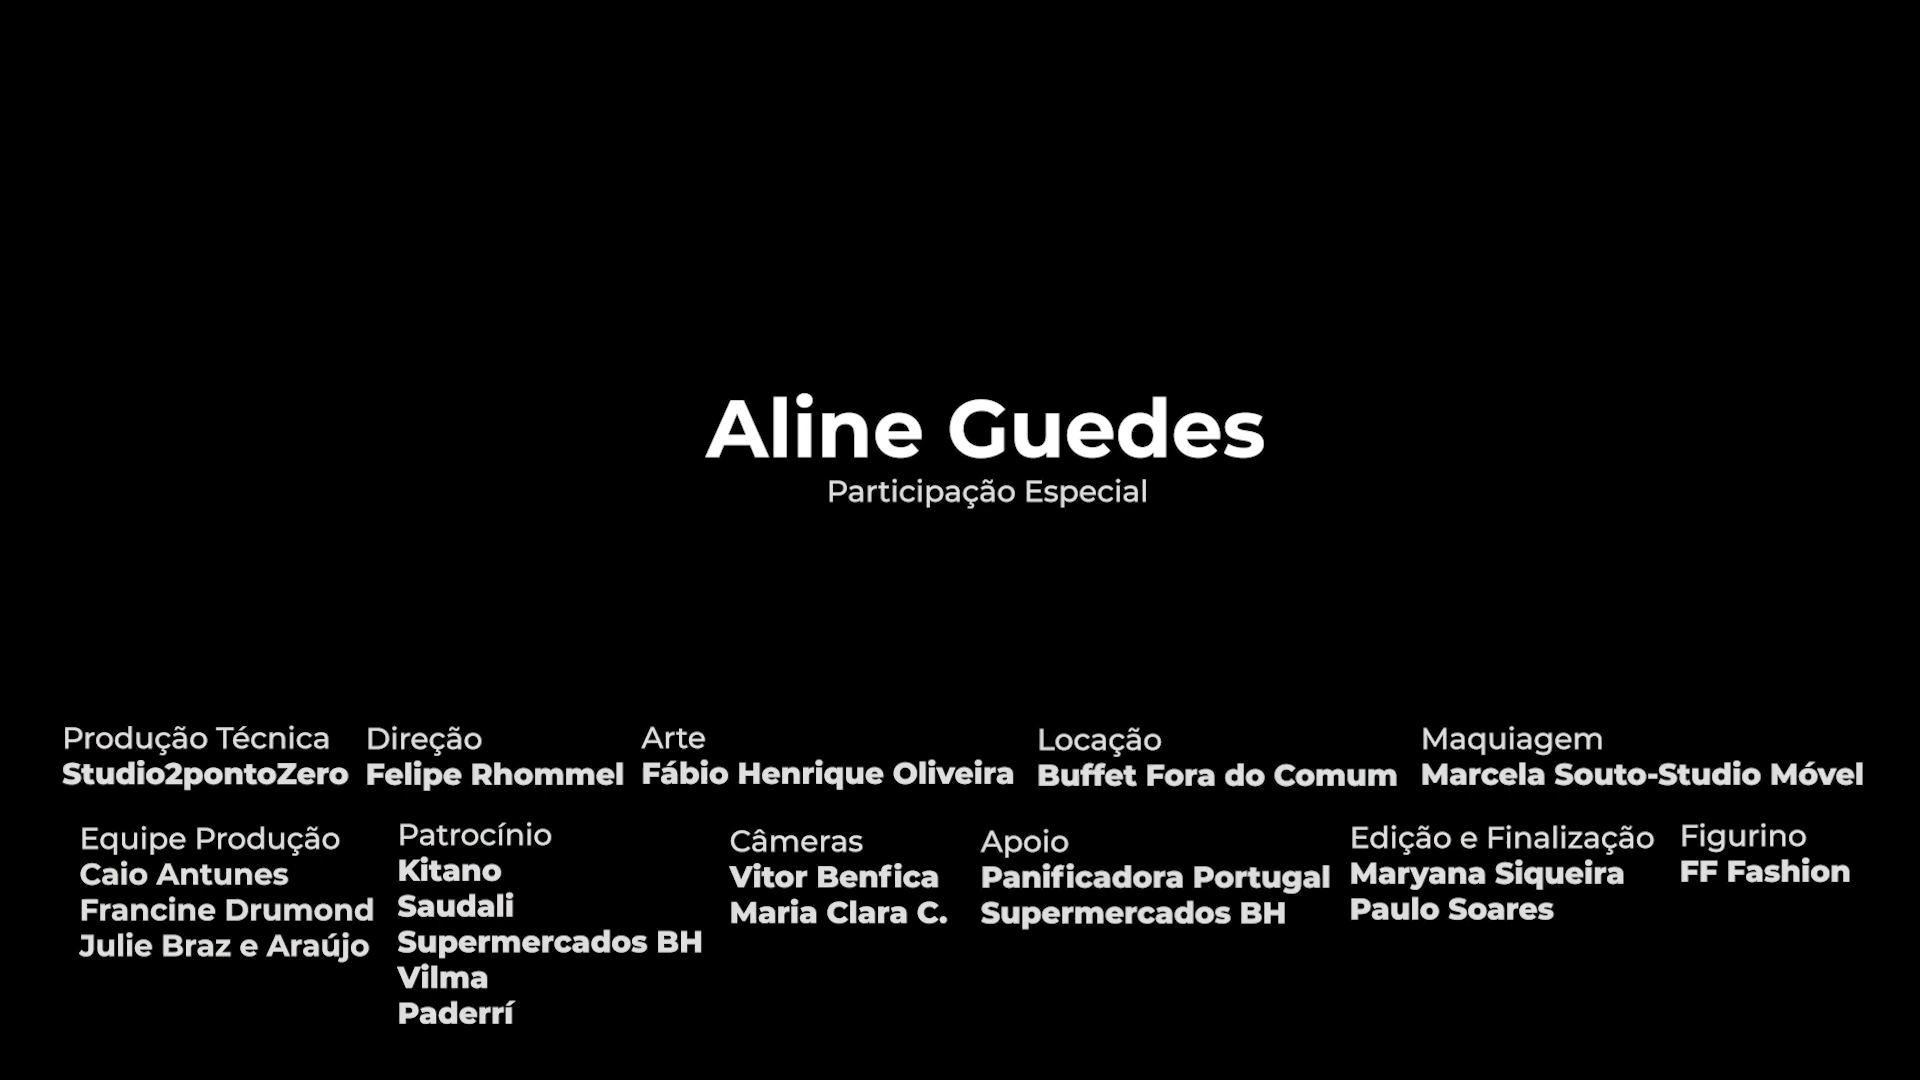 Aline Guedes
Participação Especial
Produção Técnica
Studio2pontoZero
Direção
Felipe Rhommel
Arte
Fábio Henrique Oliveira
Locação
Buffet Fora do Comum
Maquiagem
Marcela Souto-Studio Móvel
Equipe Produção
Caio Antunes
Francine Drumond
Julie Braz e Araújo
Patrocínio
Kitano
Saudali
Supermercados BH
Vilma
Paderrí
Câmeras
Vitor Benfica
Maria Clara C.
Apoio
Panificadora Portugal
Supermercados BH
Edição e Finalização
Maryana Siqueira
Paulo Soares
Figurino
FF Fashion